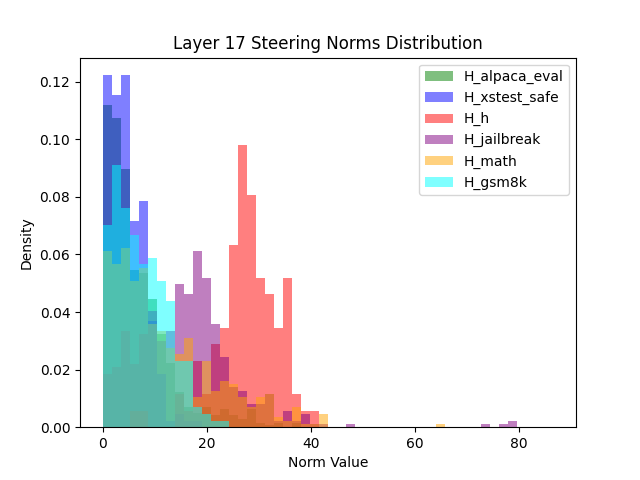 Layer 17 Steering Norms Distribution
H_alpaca_eval
H_xstest_safe
H_h
H_jailbreak
H_math
H_gsm8k
Density
0.12
0.10
0.08
0.06
0.04
0.02
0.00
0 20 40 60 80
Norm Value